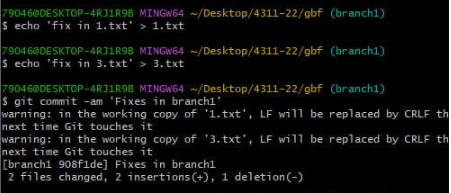 79046@DESKTOP-4RJ1R9B MINGW64 ~/Desktop/4311-22/gbf (branch1)
$ echo 'fix in 1.txt' > 1.txt
79046@DESKTOP-4RJ1R9B MINGW64 ~/Desktop/4311-22/gbf (branch1)
$ echo 'fix in 3.txt' > 3.txt
79046@DESKTOP-4RJ1R9B MINGW64 ~/Desktop/4311-22/gbf (branch1)
$ git commit -am 'Fixes in branch1'
warning: in the working copy of '1.txt', LF will be replaced by CRLF th
next time Git touches it
warning: in the working copy of '3.txt', LF will be replaced by CRLF th
next time Git touches it
[branch1 908f1de] Fixes in branch1
 2 files changed, 2 insertions(+), 1 deletion(-)